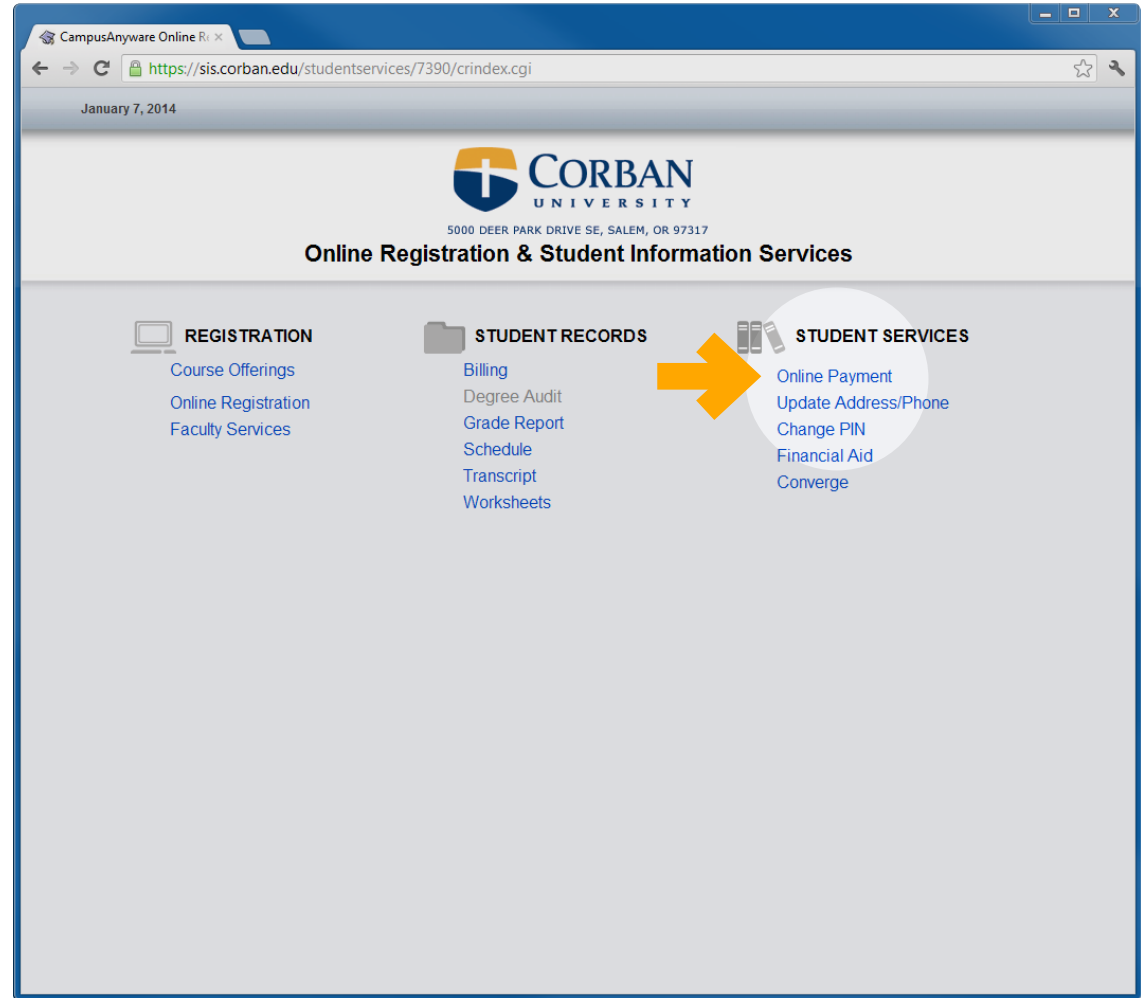 CampusAnyware Online Re
https://sis.corban.edu/studentservices/7390/crindex.cgi
January 7, 2014
CORBAN
UNIVERSITY
5000 DEER PARK DRIVE SE, SALEM, OR 97317
Online Registration & Student Information Services
REGISTRATION
Course Offerings
Online Registration
Faculty Services
STUDENT RECORDS
Billing
Degree Audit
Grade Report
Schedule
Transcript
Worksheets
STUDENT SERVICES
Online Payment
Update Address/Phone
Change PIN
Financial Aid
Converge